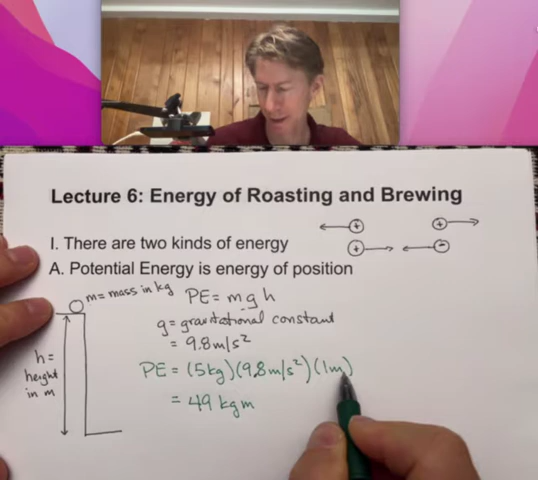 Lecture 6: Energy of Roasting and Brewing
I. There are two kinds of energy
+ +
+ −
A. Potential Energy is energy of position
m = mass in kg
PE = mgh
g = gravitational constant
= 9.8 m/s²
h =
height
in m
PE = (5kg)(9.8m/s²)(1m)
= 49 kgm